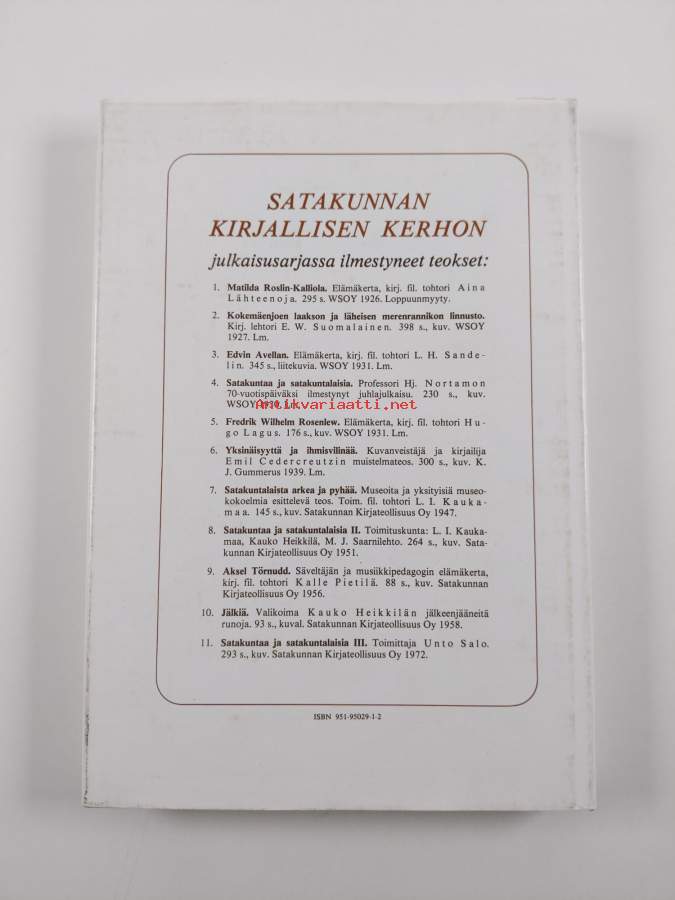 SATAKUNNAN
KIRJALLISEN KERHON
julkaisusarjassa ilmestyneet teokset:
1. Matilda Roslin-Kalliola. Elämäkerta, kirj. fil. tohtori Aina
Lähteenoja. 295 s. WSOY 1926. Loppuunmyyty.
2. Kokemäenjoen laakson ja läheisen merenrannikon linnusto.
Kirj. lehtori E. W. Suomalainen. 398 s., kuv. WSOY
1927. Lm.
3. Edvin Avellan. Elämäkerta, kirj. fil. tohtori L. H. Sande-
lin. 345 s., liitekuvia. WSOY 1931. Lm.
4. Satakuntaa ja satakuntalaisia. Professori Hj. Nortamon
70-vuotispäiväksi ilmestynyt juhlajulkaisu. 230 s., kuv.
WSOY Lm.
antikvariaatti.net
5. Fredrik Wilhelm Rosenlew. Elämäkerta, kirj. fil. tohtori Hu-
go Lagus. 176 s., kuv. WSOY 1931. Lm.
6. Yksinäisyyttä ja ihmisvilinää. Kuvanveistäjä ja kirjailija
Emil Cedercreutzin muistelmateos. 300 s., kuv. K.
J. Gummerus 1939. Lm.
7. Satakuntalaista arkea ja pyhää. Museoita ja yksityisiä museo-
kokoelmia esittelevä teos. Toim. fil. tohtori L. I. Kauka-
maa. 145 s., kuv. Satakunnan Kirjateollisuus Oy 1947.
8. Satakuntaa ja satakuntalaisia II. Toimituskunta: L. I. Kauka-
maa, Kauko Heikkilä, M. J. Saarnilehto. 264 s., kuv. Sata-
kunnan Kirjateollisuus Oy 1951.
9. Aksel Törnudd. Säveltäjän ja musiikkipedagogin elämäkerta,
kirj. fil. tohtori Kalle Pietilä. 88 s., kuv. Satakunnan
Kirjateollisuus Oy 1956.
10. Jälkiä. Valikoima Kauko Heikkilän jälkeenjääneitä
runoja. 93 s., kuval. Satakunnan Kirjateollisuus Oy 1958.
11. Satakuntaa ja satakuntalaisia III. Toimittaja Unto Salo.
293 s., kuv. Satakunnan Kirjateollisuus Oy 1972.
ISBN 951-95029-1-2